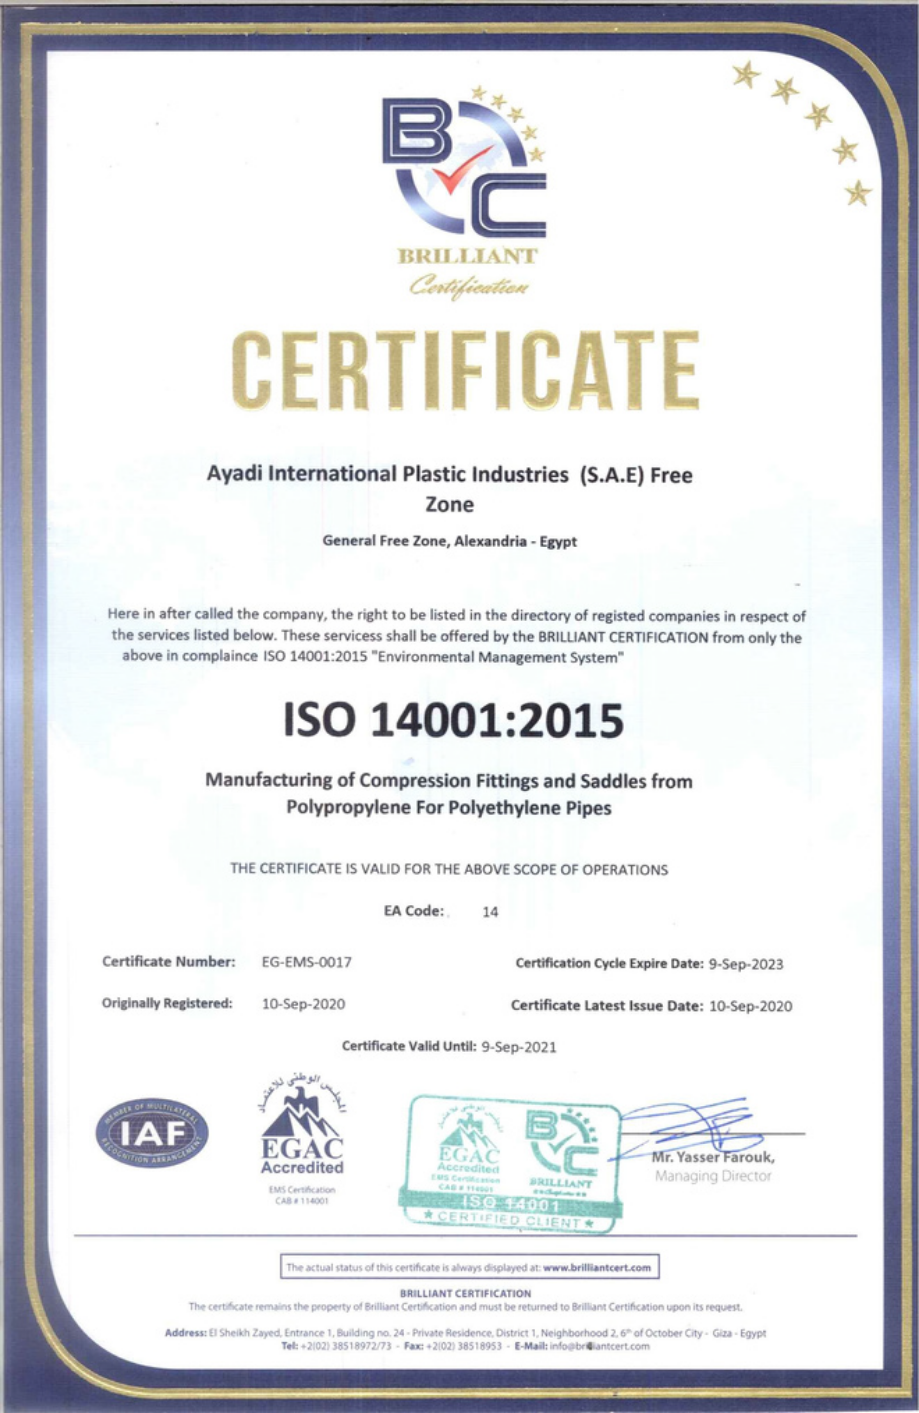 BC
BRILLIANT
Certification
CERTIFICATE
Ayadi International Plastic Industries (S.A.E) Free
Zone
General Free Zone, Alexandria - Egypt
Here in after called the company, the right to be listed in the directory of registed companies in respect of
the services listed below. These servicess shall be offered by the BRILLIANT CERTIFICATION from only the
above in complaince ISO 14001:2015 "Environmental Management System"
ISO 14001:2015
Manufacturing of Compression Fittings and Saddles from
Polypropylene For Polyethylene Pipes
THE CERTIFICATE IS VALID FOR THE ABOVE SCOPE OF OPERATIONS
EA Code: 14
Certificate Number: EG-EMS-0017
Certification Cycle Expire Date: 9-Sep-2023
Originally Registered: 10-Sep-2020
Certificate Latest Issue Date: 10-Sep-2020
Certificate Valid Until: 9-Sep-2021
MEMBER OF MULTILATERAL
IAF
RECOGNITION ARRANGEMENT
المجلس الوطني للاعتماد
EGAC
Accredited
EMS Certification
CAB # 114001
EGAC
Accredited
EMS Certification
CAB # 114001
BC
BRILLIANT
ISO 14001
★ CERTIFIED CLIENT ★
Mr. Yasser Farouk,
Managing Director
The actual status of this certificate is always displayed at: www.brilliantcert.com
BRILLIANT CERTIFICATION
The certificate remains the property of Brilliant Certification and must be returned to Brilliant Certification upon its request.
Address: El Sheikh Zayed, Entrance 1, Building no. 24 - Private Residence, District 1, Neighborhood 2, 6th of October City - Giza - Egypt
Tel: +2(02) 38518972/73 - Fax: +2(02) 38518953 - E-Mail: info@brilliantcert.com